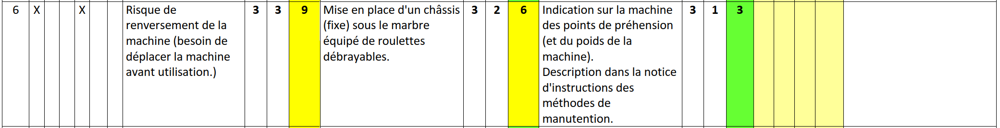 6 X X Risque de 3 3 9 Mise en place d'un châssis 3 2 6 Indication sur la machine 3 1 3
renversement de la (fixe) sous le marbre des points de préhension
machine (besoin de équipé de roulettes (et du poids de la
déplacer la machine débrayables. machine).
avant utilisation.) Description dans la notice
d'instructions des
méthodes de
manutention.